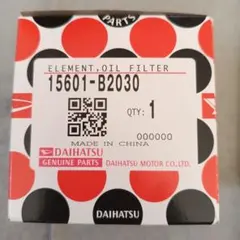 PARTS
ELEMENT,OIL FILTER
15601-B2030
QTY: 1
000000
MADE IN CHINA
DAIHATSU
GENUINE PARTS DAIHATSU MOTOR CO.,LTD.
DAIHATSU